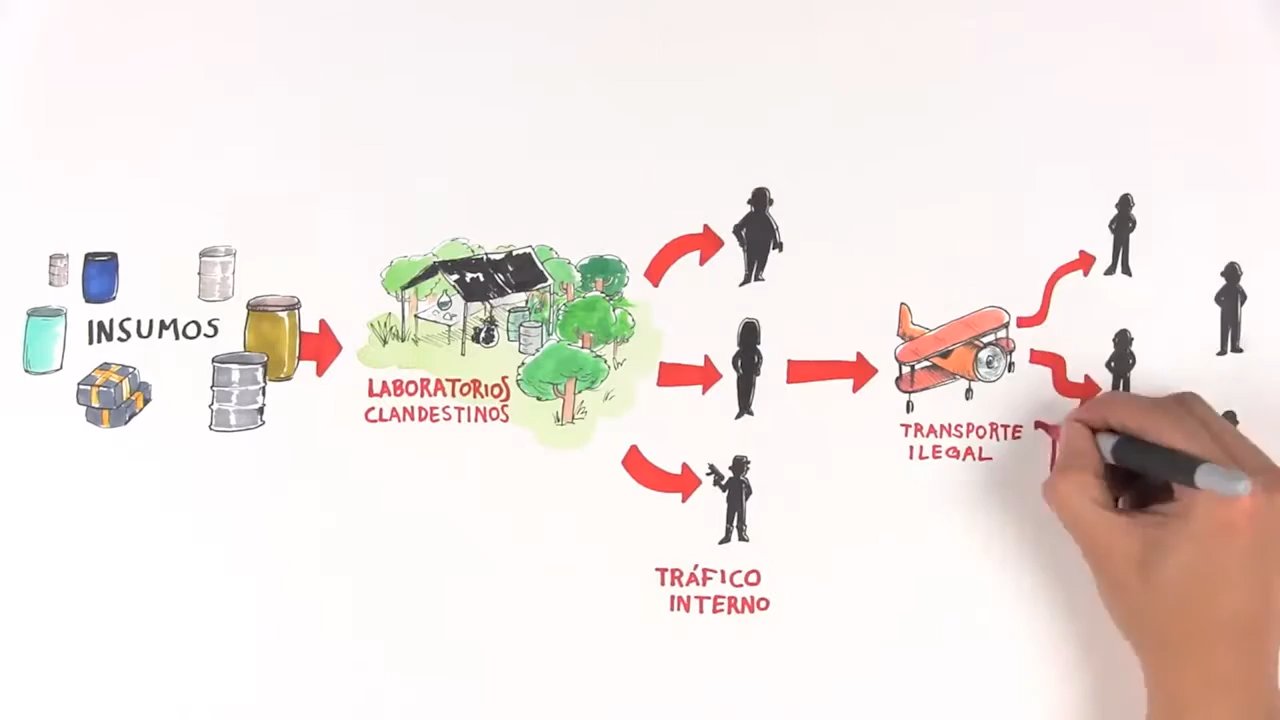 INSUMOS
LABORATORIOS
CLANDESTINOS
TRÁFICO
INTERNO
TRANSPORTE
ILEGAL